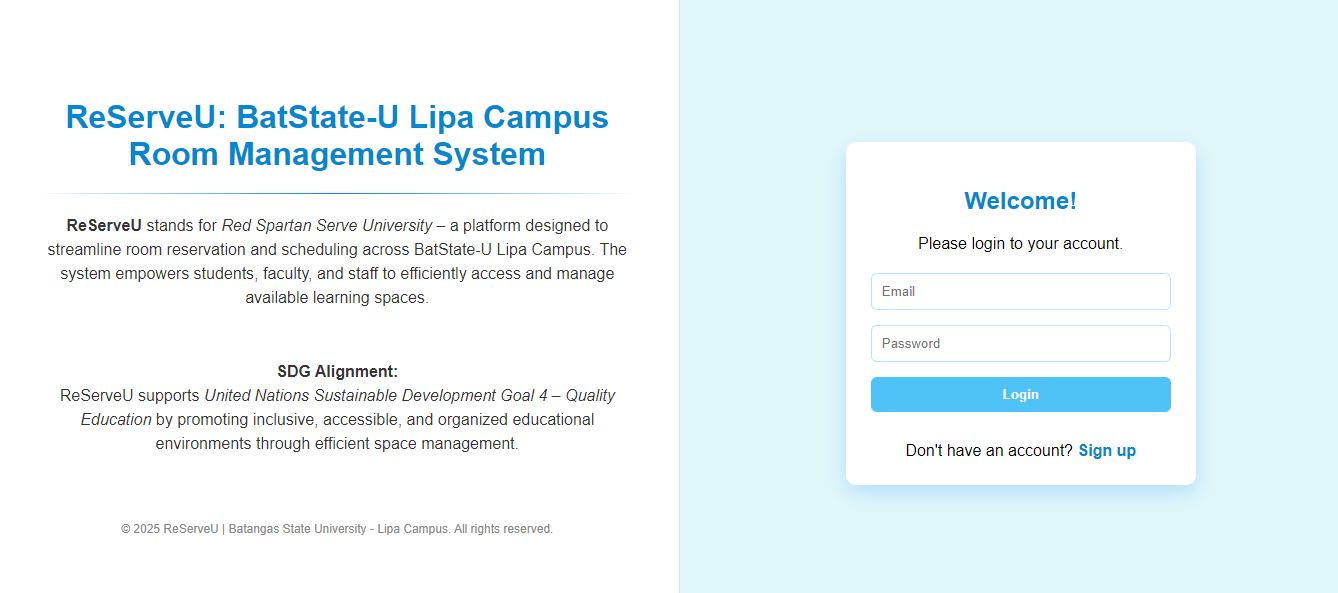 ReServeU: BatState-U Lipa Campus
Room Management System
ReServeU stands for Red Spartan Serve University – a platform designed to
streamline room reservation and scheduling across BatState-U Lipa Campus. The
system empowers students, faculty, and staff to efficiently access and manage
available learning spaces.
SDG Alignment:
ReServeU supports United Nations Sustainable Development Goal 4 – Quality
Education by promoting inclusive, accessible, and organized educational
environments through efficient space management.
© 2025 ReServeU | Batangas State University - Lipa Campus. All rights reserved.
Welcome!
Please login to your account.
Email
Password
Login
Don't have an account? Sign up